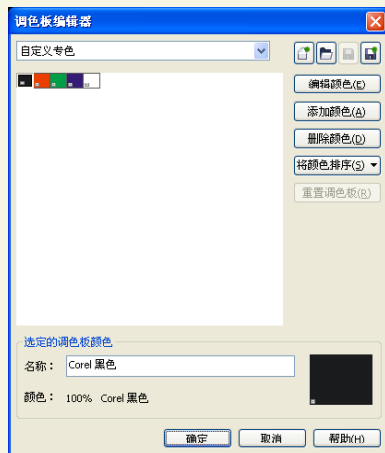 调色板编辑器
自定义专色
编辑颜色(E)
添加颜色(A)
删除颜色(D)
将颜色排序(S)
重置调色板(R)
选定的调色板颜色
名称： Corel 黑色
颜色： 100% Corel 黑色
确定 取消 帮助(H)